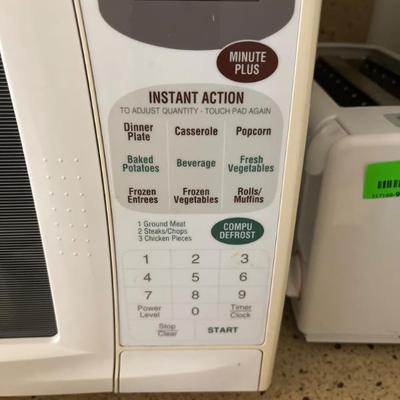 MINUTE
PLUS
INSTANT ACTION
TO ADJUST QUANTITY - TOUCH PAD AGAIN
Dinner
Plate
Casserole
Popcorn
Baked
Potatoes
Beverage
Fresh
Vegetables
Frozen
Entrees
Frozen
Vegetables
Rolls/
Muffins
1 Ground Meat
2 Steaks/Chops
3 Chicken Pieces
COMPU
DEFROST
1 2 3
4 5 6
7 8 9
Power
Level
0
Timer
Clock
Stop
Clear
START